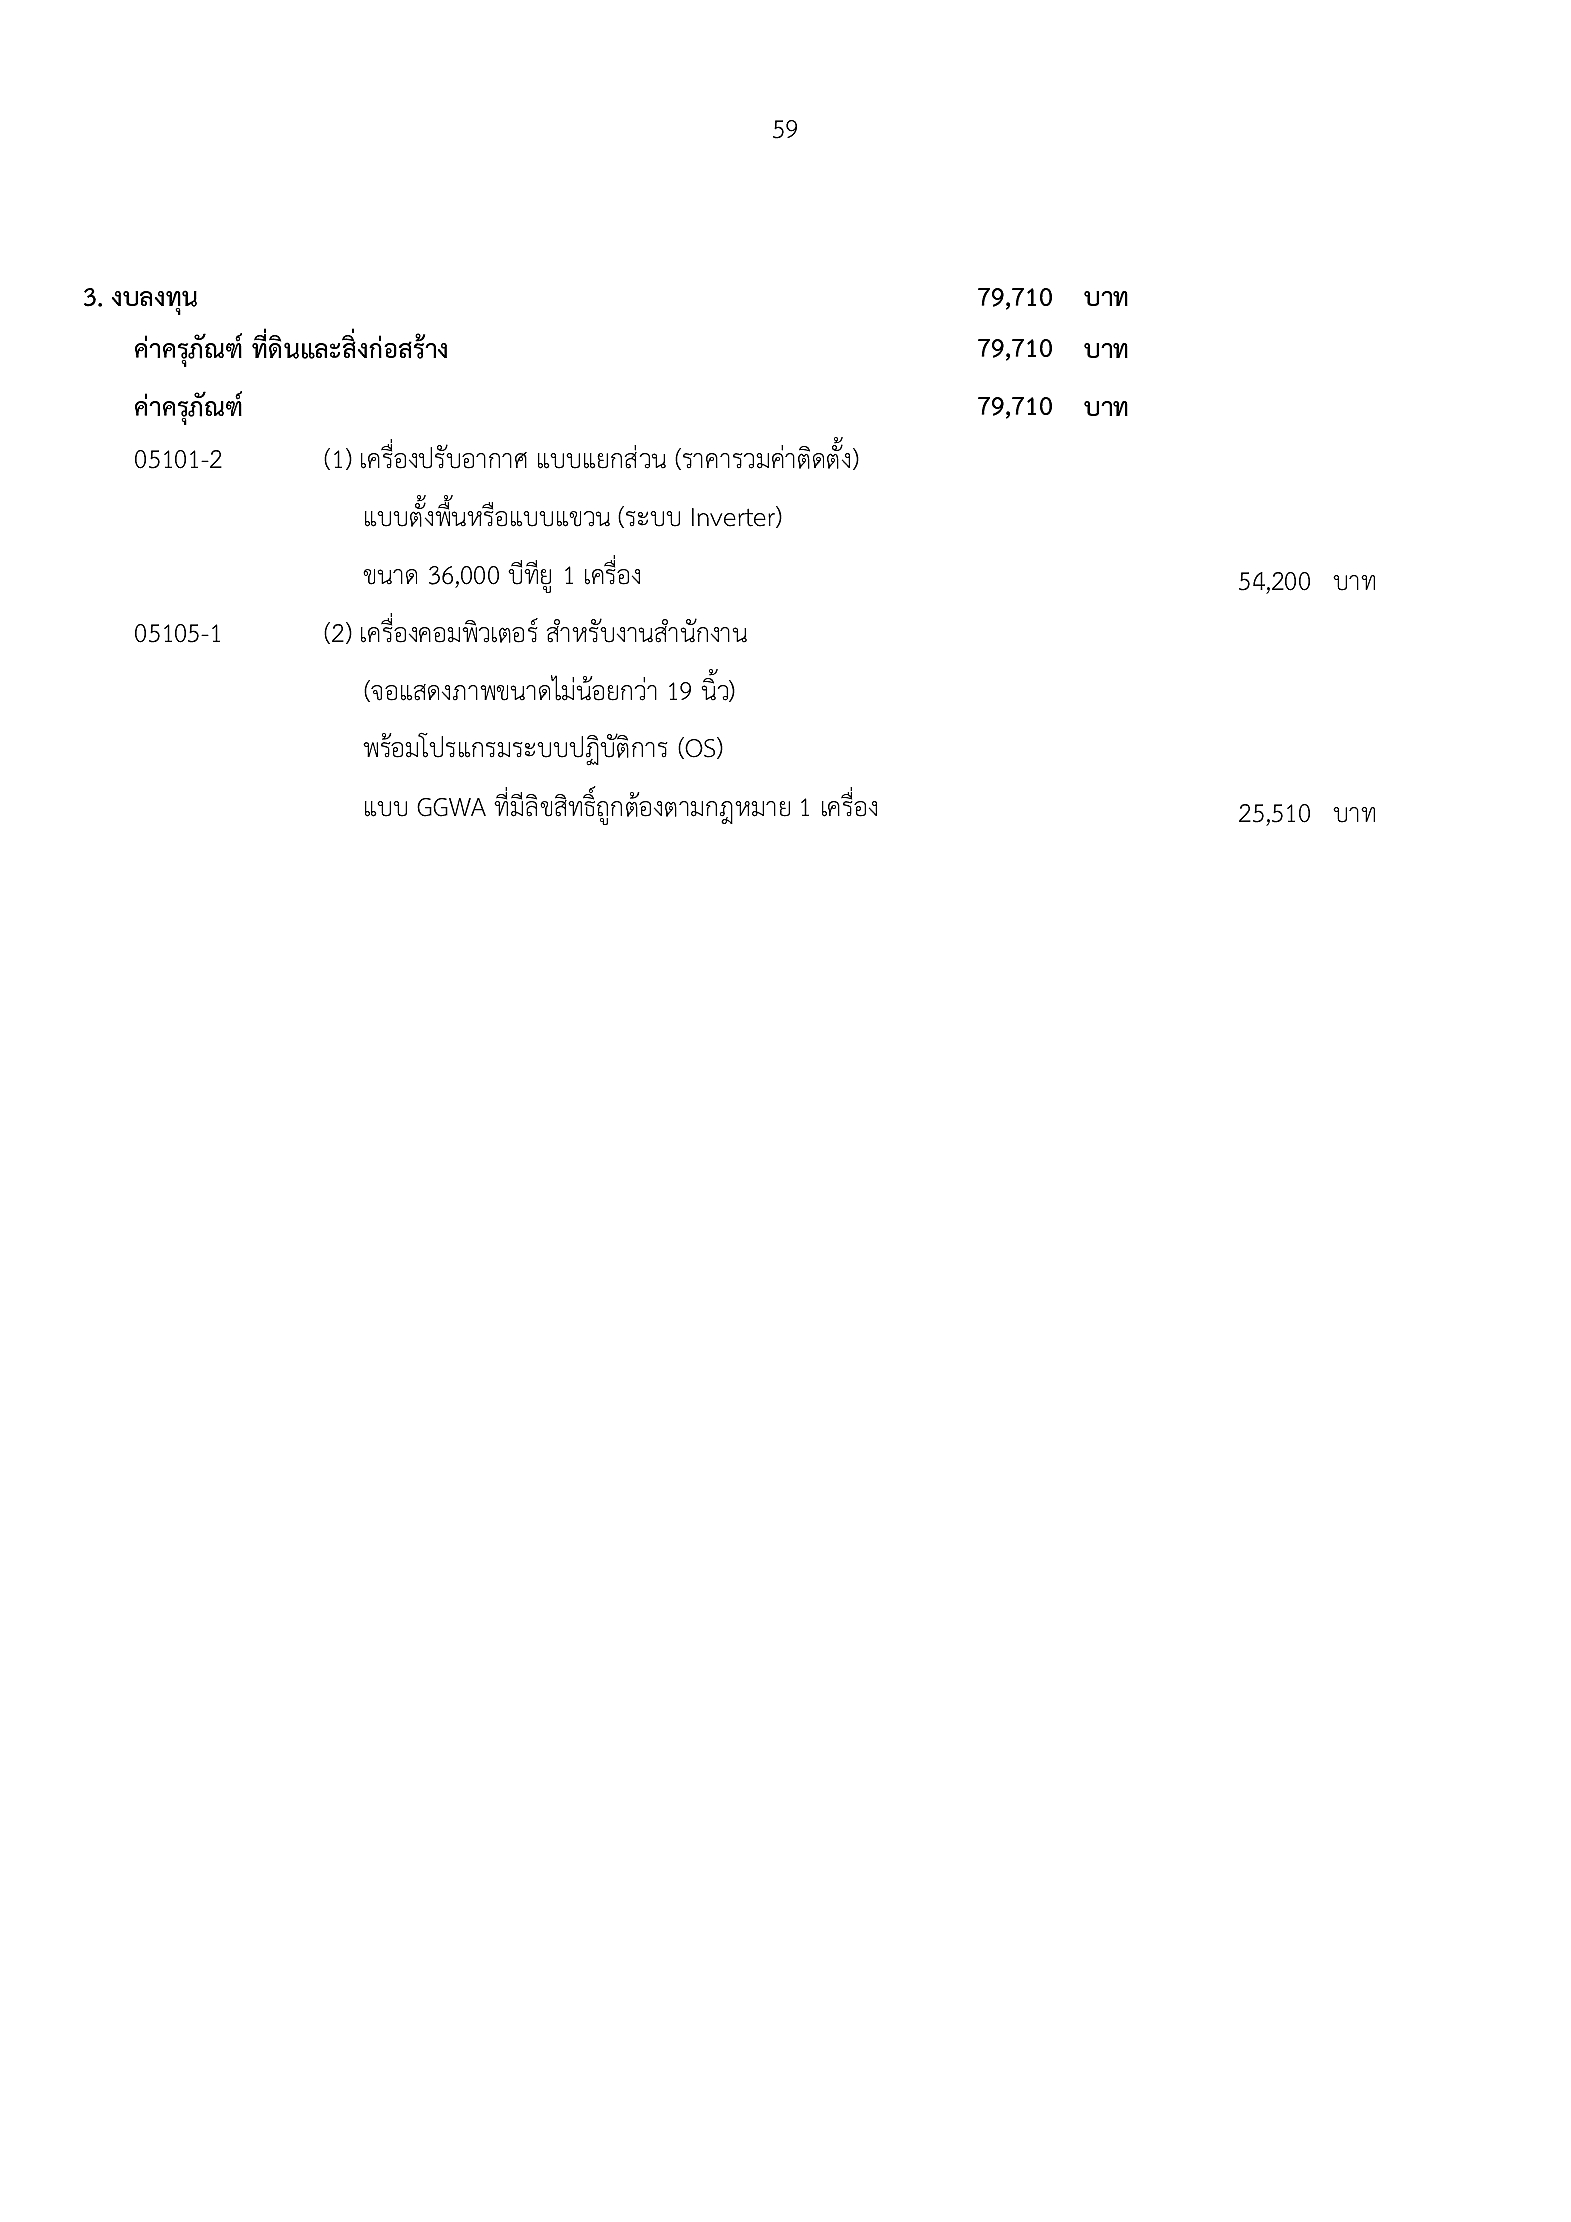 59
3. งบลงทุน 79,710 บาท
ค่าครุภัณฑ์ ที่ดินและสิ่งก่อสร้าง 79,710 บาท
ค่าครุภัณฑ์ 79,710 บาท
05101-2 (1) เครื่องปรับอากาศ แบบแยกส่วน (ราคารวมค่าติดตั้ง)
แบบตั้งพื้นหรือแบบแขวน (ระบบ Inverter)
ขนาด 36,000 บีทียู 1 เครื่อง 54,200 บาท
05105-1 (2) เครื่องคอมพิวเตอร์ สำหรับงานสำนักงาน
(จอแสดงภาพขนาดไม่น้อยกว่า 19 นิ้ว)
พร้อมโปรแกรมระบบปฏิบัติการ (OS)
แบบ GGWA ที่มีลิขสิทธิ์ถูกต้องตามกฎหมาย 1 เครื่อง 25,510 บาท